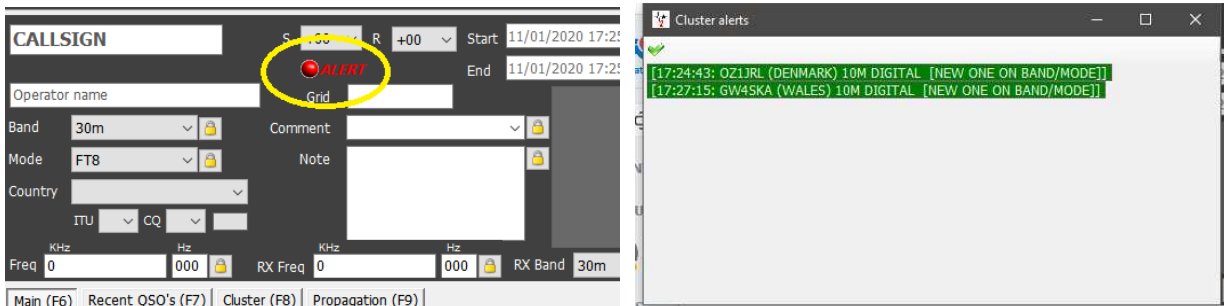 CALLSIGN
S R +00 Start 11/01/2020 17:25
ALERT End 11/01/2020 17:25
Operator name Grid
Band 30m Comment
Mode FT8 Note
Country
ITU CQ
KHz Hz KHz Hz
Freq 0 000 RX Freq 0 000 RX Band 30m
Main (F6) Recent QSO's (F7) Cluster (F8) Propagation (F9)
Cluster alerts
[17:24:43: OZ1JRL (DENMARK) 10M DIGITAL [NEW ONE ON BAND/MODE]]
[17:27:15: GW4SKA (WALES) 10M DIGITAL [NEW ONE ON BAND/MODE]]